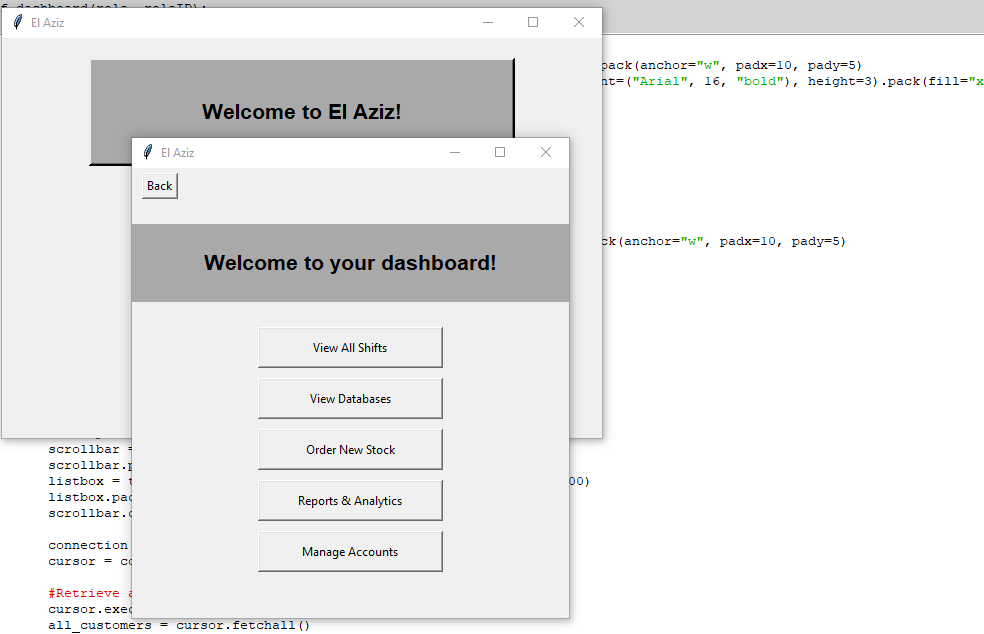 El Aziz
pack(anchor="w", padx=10, pady=5)
nt=("Arial", 16, "bold"), height=3).pack(fill="x
Welcome to El Aziz!
El Aziz
Back
ck(anchor="w", padx=10, pady=5)
Welcome to your dashboard!
View All Shifts
View Databases
Order New Stock
Reports & Analytics
Manage Accounts
scrollbar =
scrollbar.p
listbox = t
00)
listbox.pac
scrollbar.c
connection
cursor = co
#Retrieve a
cursor.exec
all_customers = cursor.fetchall()